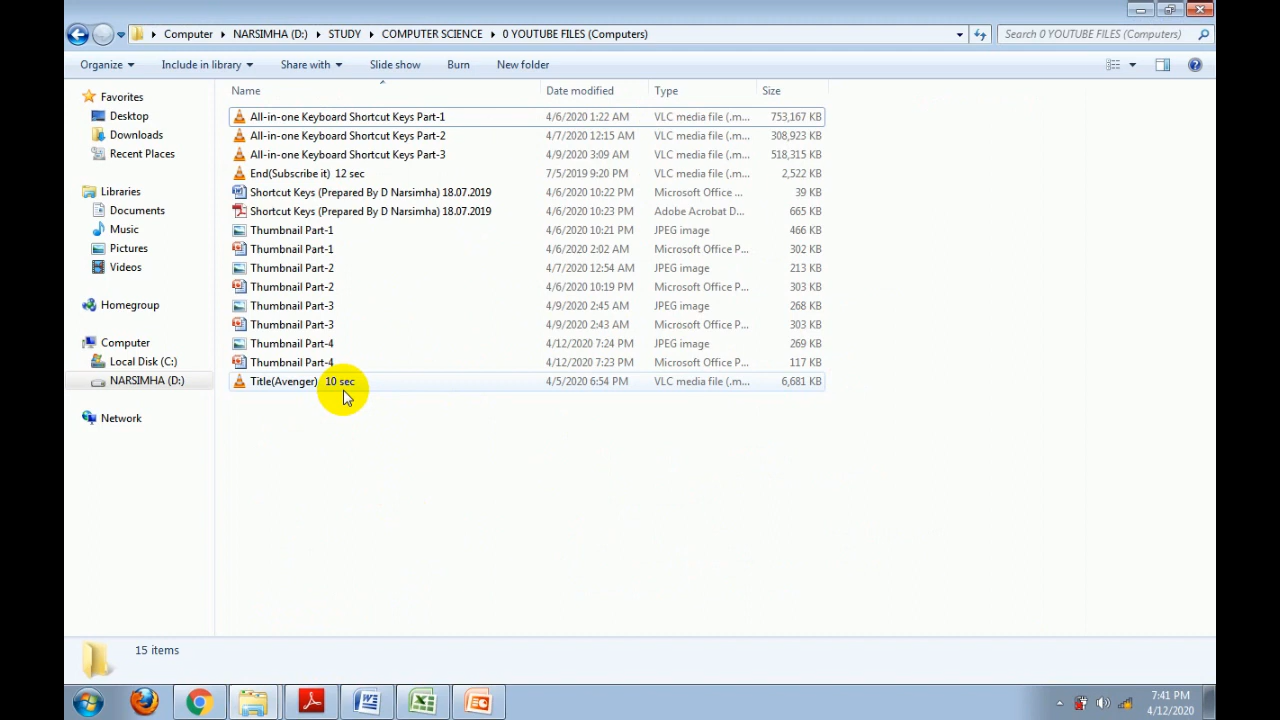 Computer NARSIMHA (D:) STUDY COMPUTER SCIENCE 0 YOUTUBE FILES (Computers) Search 0 YOUTUBE FILES (Computers)
Organize Include in library Share with Slide show Burn New folder
Favorites
Desktop
Downloads
Recent Places
Libraries
Documents
Music
Pictures
Videos
Homegroup
Computer
Local Disk (C:)
NARSIMHA (D:)
Network
Name Date modified Type Size
All-in-one Keyboard Shortcut Keys Part-1 4/6/2020 1:22 AM VLC media file (.m... 753,167 KB
All-in-one Keyboard Shortcut Keys Part-2 4/7/2020 12:15 AM VLC media file (.m... 308,923 KB
All-in-one Keyboard Shortcut Keys Part-3 4/9/2020 3:09 AM VLC media file (.m... 518,315 KB
End(Subscribe it) 12 sec 7/5/2019 9:20 PM VLC media file (.m... 2,522 KB
Shortcut Keys (Prepared By D Narsimha) 18.07.2019 4/6/2020 10:22 PM Microsoft Office ... 39 KB
Shortcut Keys (Prepared By D Narsimha) 18.07.2019 4/6/2020 10:23 PM Adobe Acrobat D... 665 KB
Thumbnail Part-1 4/6/2020 10:21 PM JPEG image 466 KB
Thumbnail Part-1 4/6/2020 2:02 AM Microsoft Office P... 302 KB
Thumbnail Part-2 4/7/2020 12:54 AM JPEG image 213 KB
Thumbnail Part-2 4/6/2020 10:19 PM Microsoft Office P... 303 KB
Thumbnail Part-3 4/9/2020 2:45 AM JPEG image 268 KB
Thumbnail Part-3 4/9/2020 2:43 AM Microsoft Office P... 303 KB
Thumbnail Part-4 4/12/2020 7:24 PM JPEG image 269 KB
Thumbnail Part-4 4/12/2020 7:23 PM Microsoft Office P... 117 KB
Title(Avenger) 10 sec 4/5/2020 6:54 PM VLC media file (.m... 6,681 KB
15 items
7:41 PM
4/12/2020